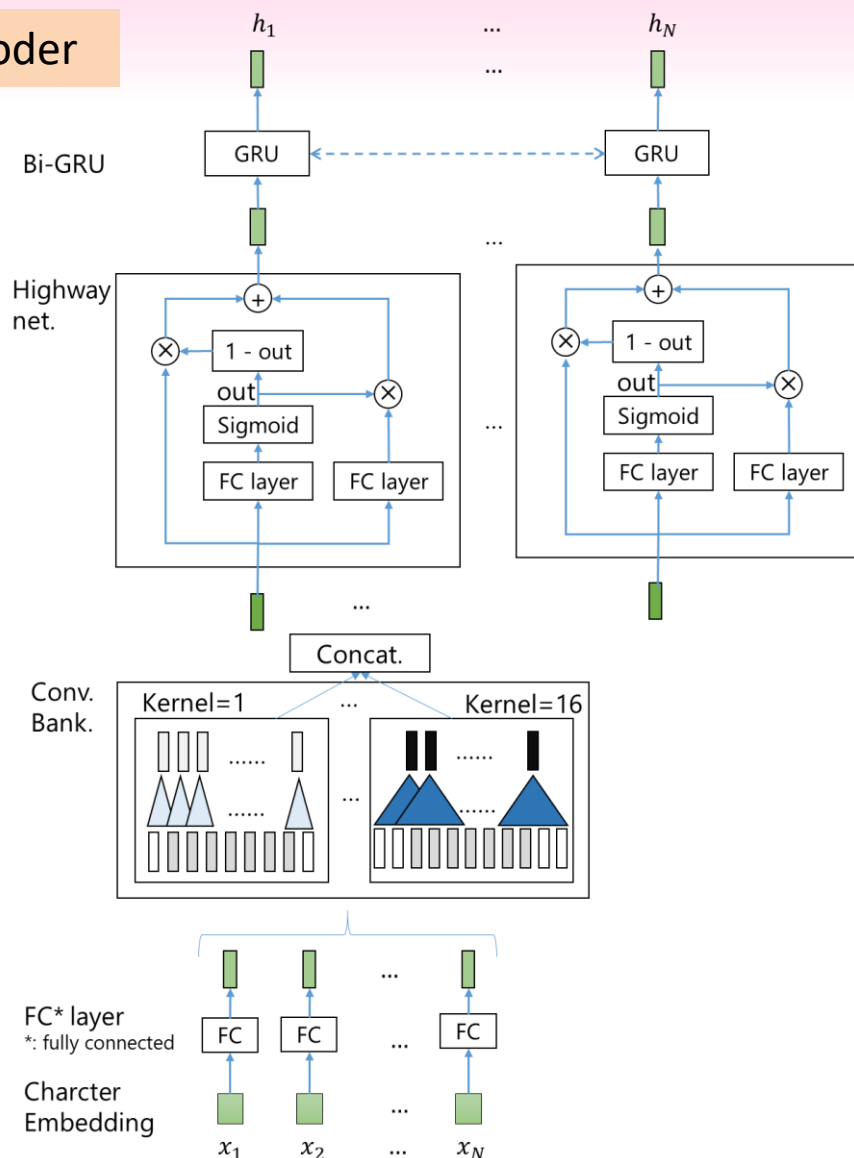 oder
h₁ ... h_N
...
Bi-GRU
GRU GRU
...
Highway
net.
+ +
× 1 - out × 1 - out
out × out ×
Sigmoid ... Sigmoid
FC layer FC layer FC layer FC layer
...
Concat.
Conv.
Bank.
Kernel=1 ... Kernel=16
...... ......
...... ... ......
... 
FC* layer
*: fully connected
FC FC ... FC
Charcter
Embedding
...
x₁ x₂ ... x_N